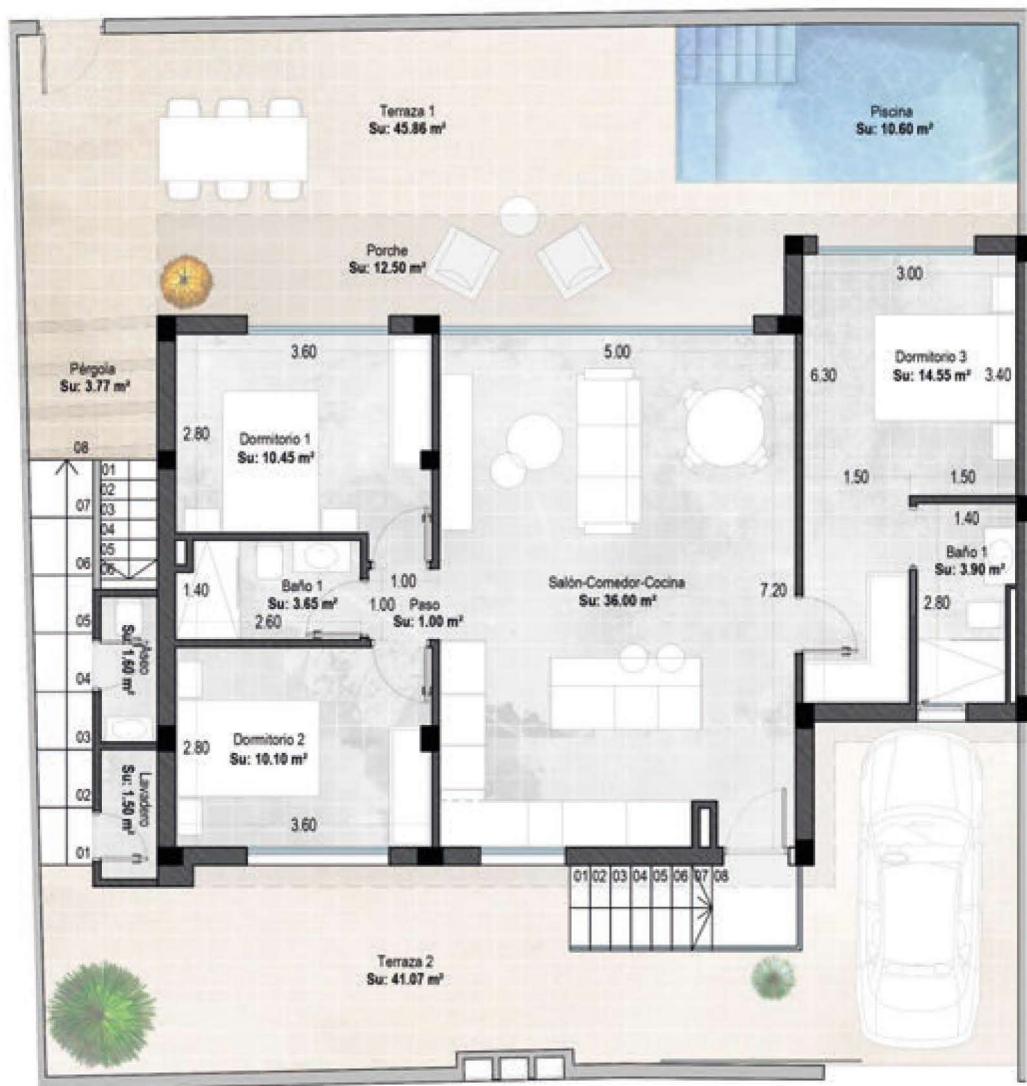 Terraza 1
Su: 45.86 m²
Piscina
Su: 10.60 m²
Porche
Su: 12.50 m²
3.00
Pérgola
Su: 3.77 m²
3.60
5.00
6.30
Dormitorio 3
Su: 14.55 m²
3.40
2.80
Dormitorio 1
Su: 10.45 m²
08
07
06
05
04
03
02
01
01
02
03
04
05
06
1.50
1.50
1.40
Baño 1
Su: 3.90 m²
2.80
1.40
Baño 1
Su: 3.65 m²
2.60
1.00
1.00
Paso
Su: 1.00 m²
Salón-Comedor-Cocina
Su: 36.00 m²
7.20
Aseo
Su: 1.60 m²
2.80
Dormitorio 2
Su: 10.10 m²
3.60
Lavadero
Su: 1.50 m²
01 02 03 04 05 06 07 08
Terraza 2
Su: 41.07 m²